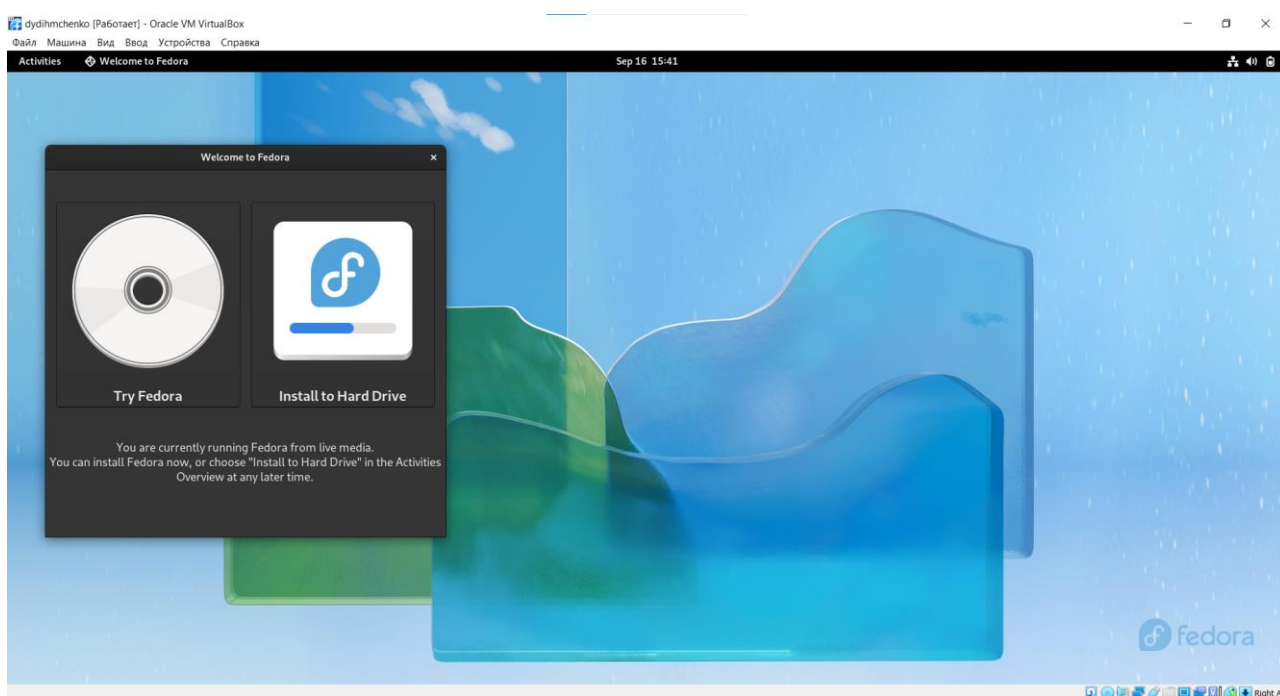 dydihmchenko [Работает] - Oracle VM VirtualBox
Файл Машина Вид Ввод Устройства Справка
Activities Welcome to Fedora Sep 16 15:41
Welcome to Fedora
Try Fedora Install to Hard Drive
You are currently running Fedora from live media.
You can install Fedora now, or choose "Install to Hard Drive" in the Activities
Overview at any later time.
fedora
Right A